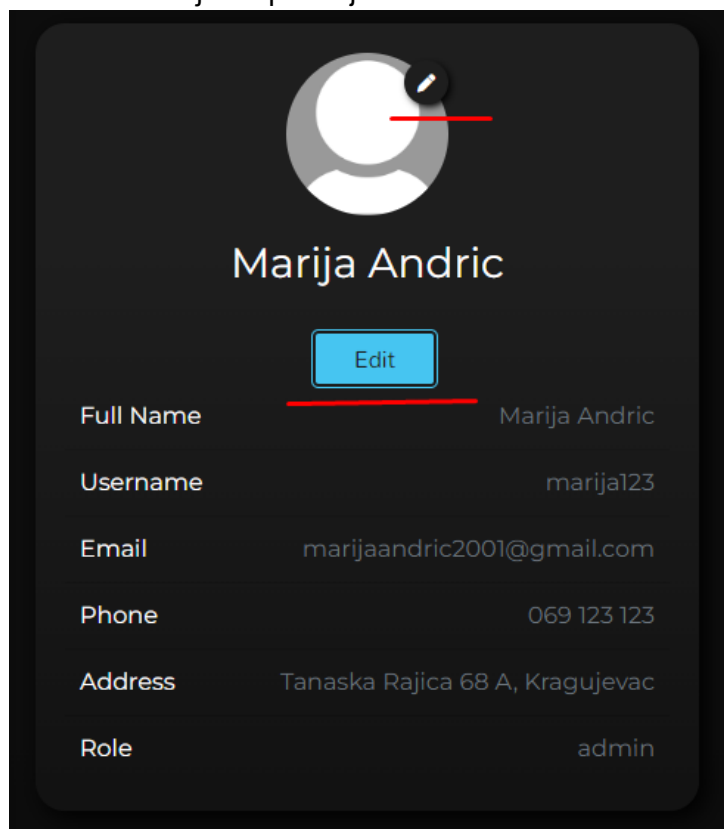 Marija Andric
Edit
Full Name Marija Andric
Username marija123
Email marijaandric2001@gmail.com
Phone 069 123 123
Address Tanaska Rajica 68 A, Kragujevac
Role admin